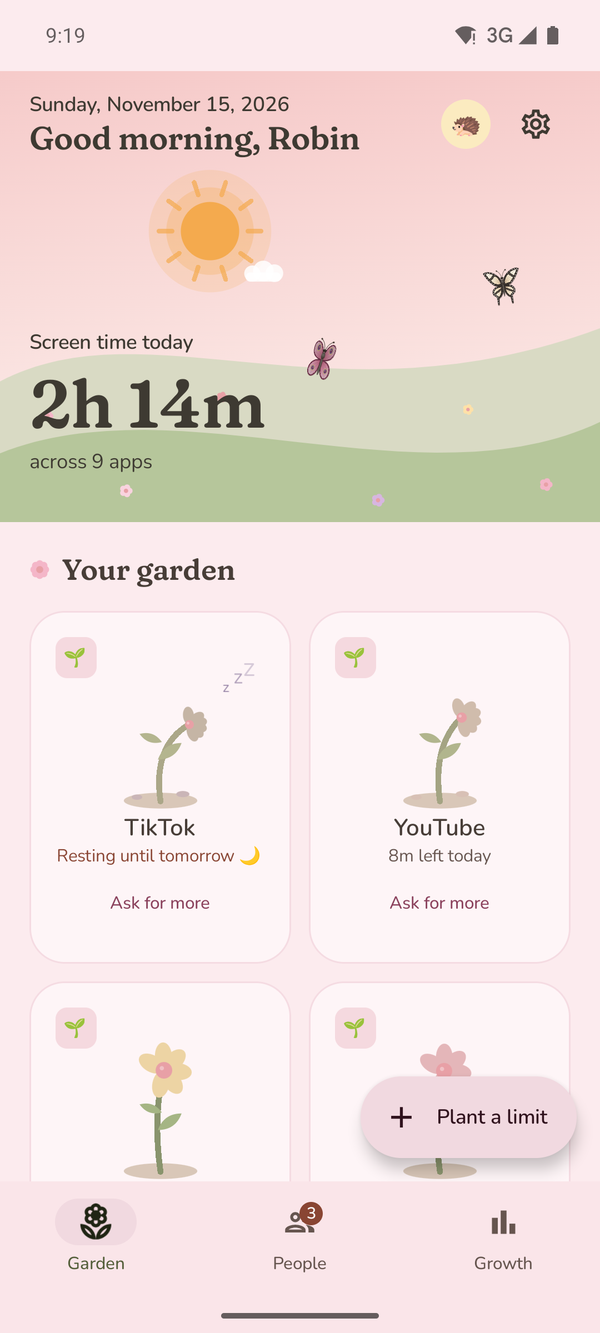 9:19
3G
Sunday, November 15, 2026
Good morning, Robin
Screen time today
2h 14m
across 9 apps
Your garden
z z Z
TikTok
Resting until tomorrow 🌙
Ask for more
YouTube
8m left today
Ask for more
Plant a limit
Garden
3
People
Growth